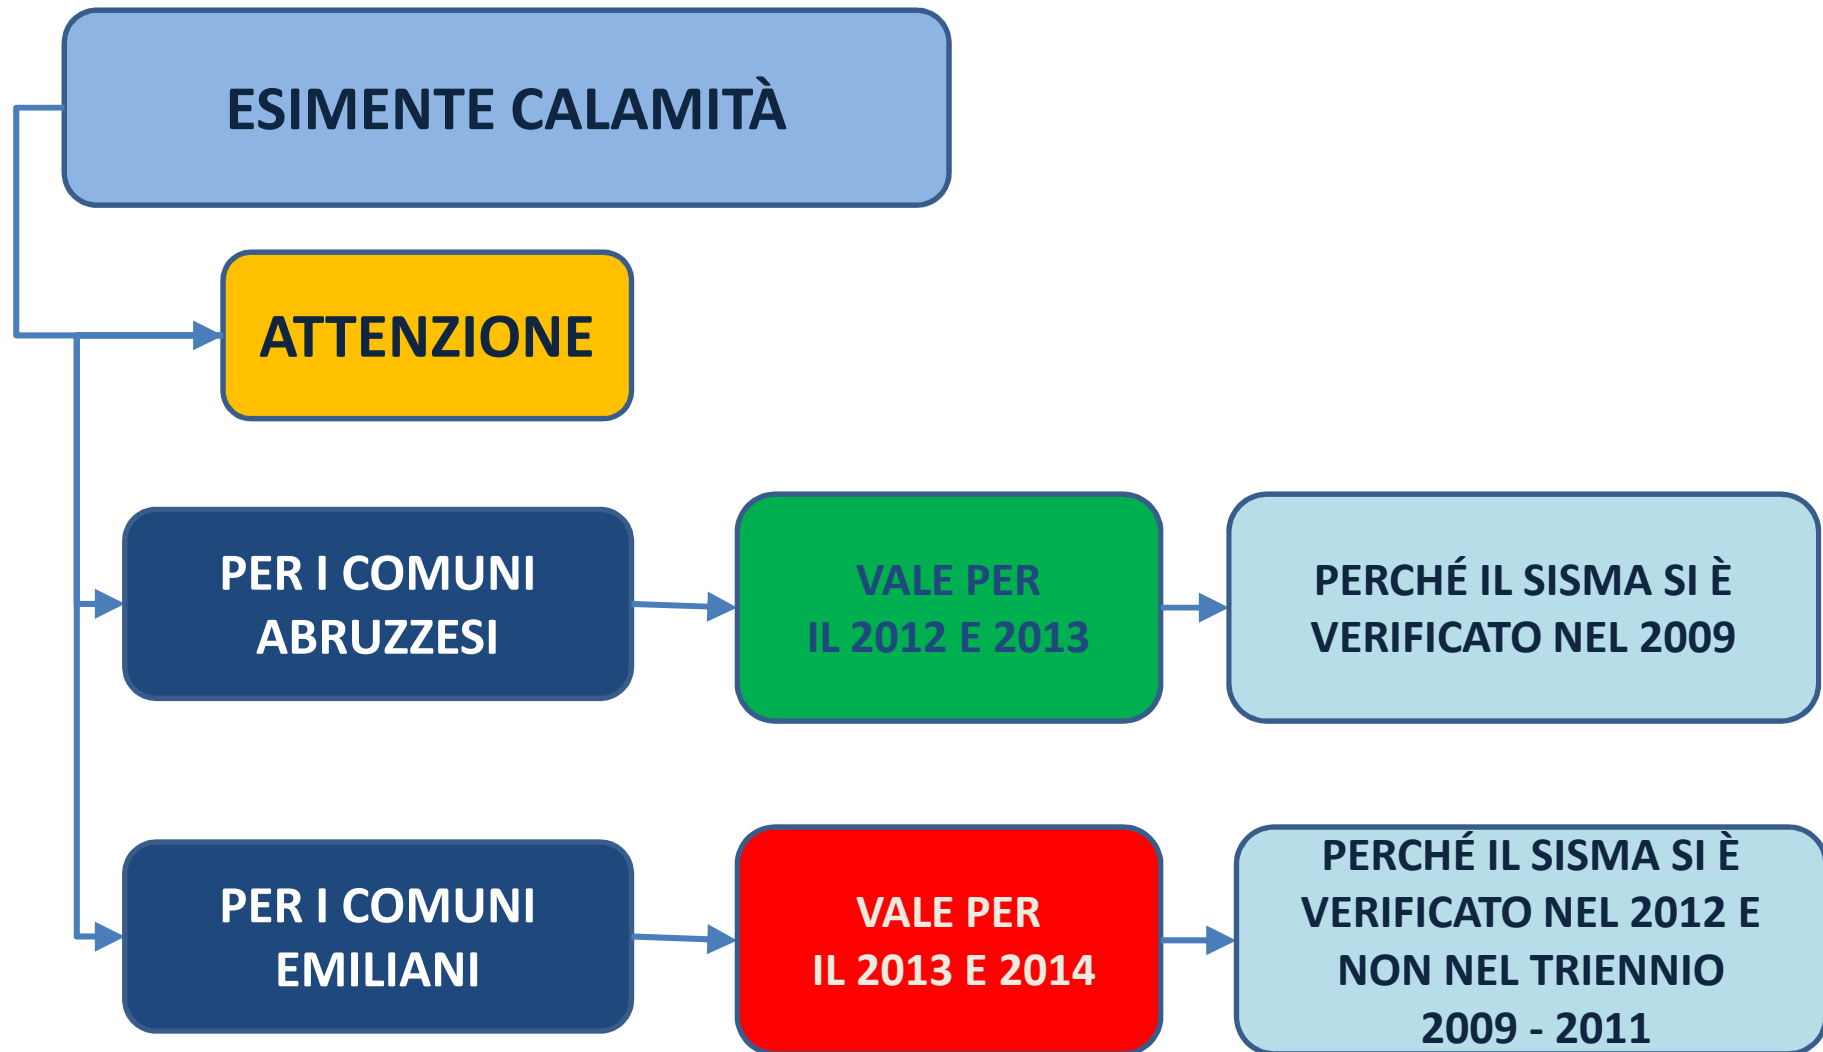 ESIMENTE CALAMITÀ
ATTENZIONE
PER I COMUNI
ABRUZZESI
VALE PER
IL 2012 E 2013
PERCHÉ IL SISMA SI È
VERIFICATO NEL 2009
PER I COMUNI
EMILIANI
VALE PER
IL 2013 E 2014
PERCHÉ IL SISMA SI È
VERIFICATO NEL 2012 E
NON NEL TRIENNIO
2009 - 2011